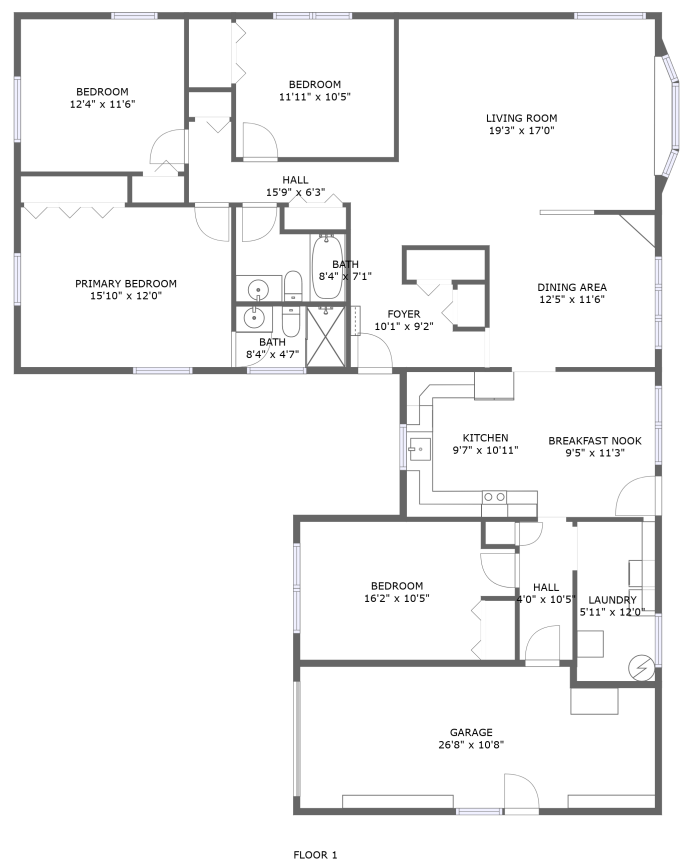 BEDROOM
12'4" x 11'6"
BEDROOM
11'11" x 10'5"
LIVING ROOM
19'3" x 17'0"
HALL
15'9" x 6'3"
BATH
8'4" x 7'1"
PRIMARY BEDROOM
15'10" x 12'0"
DINING AREA
12'5" x 11'6"
FOYER
10'1" x 9'2"
BATH
8'4" x 4'7"
KITCHEN
9'7" x 10'11"
BREAKFAST NOOK
9'5" x 11'3"
BEDROOM
16'2" x 10'5"
HALL
4'0" x 10'5"
LAUNDRY
5'11" x 12'0"
GARAGE
26'8" x 10'8"
FLOOR 1